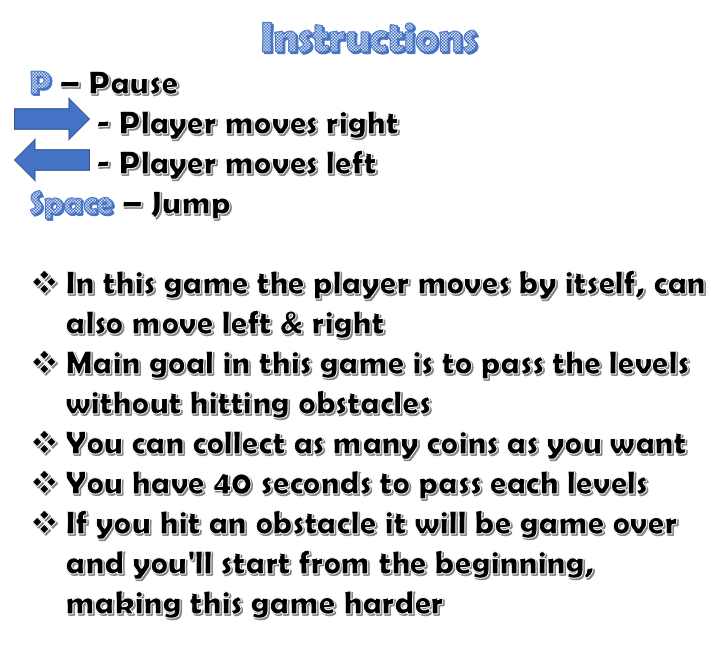 Instructions
P – Pause
- Player moves right
- Player moves left
Space – Jump
❖ In this game the player moves by itself, can
also move left & right
❖ Main goal in this game is to pass the levels
without hitting obstacles
❖ You can collect as many coins as you want
❖ You have 40 seconds to pass each levels
❖ If you hit an obstacle it will be game over
and you'll start from the beginning,
making this game harder